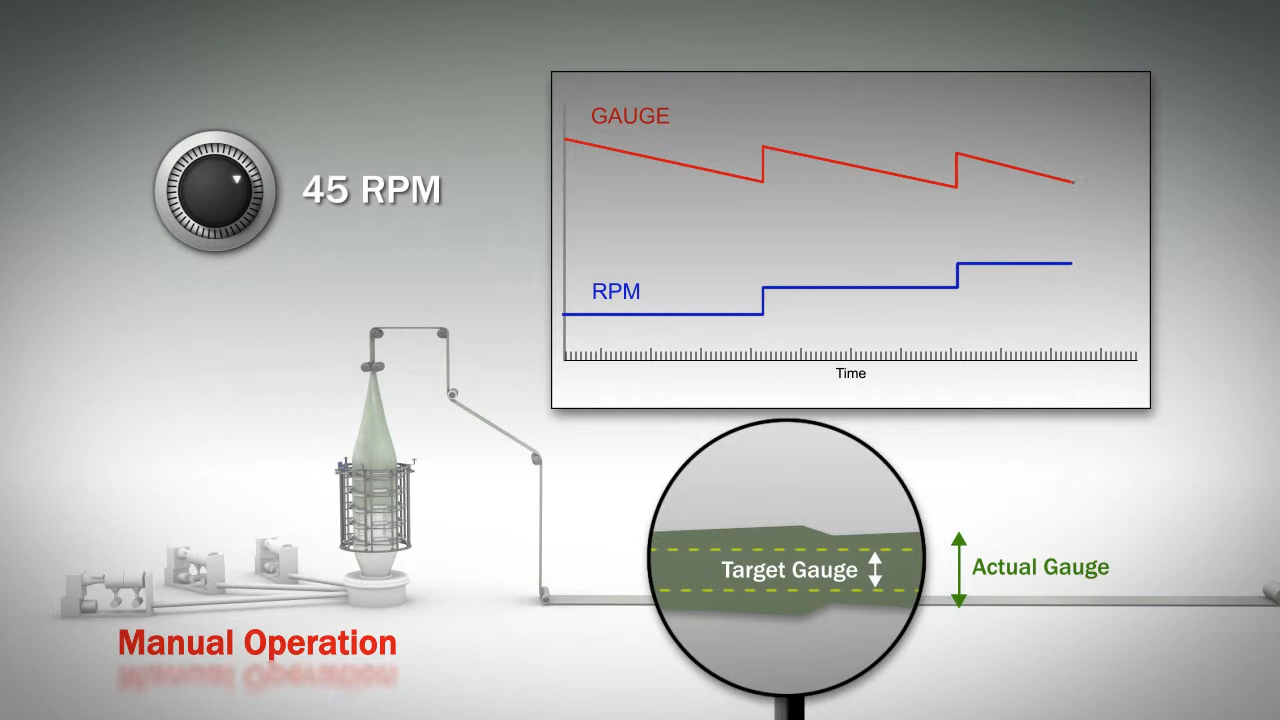 GAUGE
45 RPM
RPM
Time
Target Gauge
Actual Gauge
Manual Operation